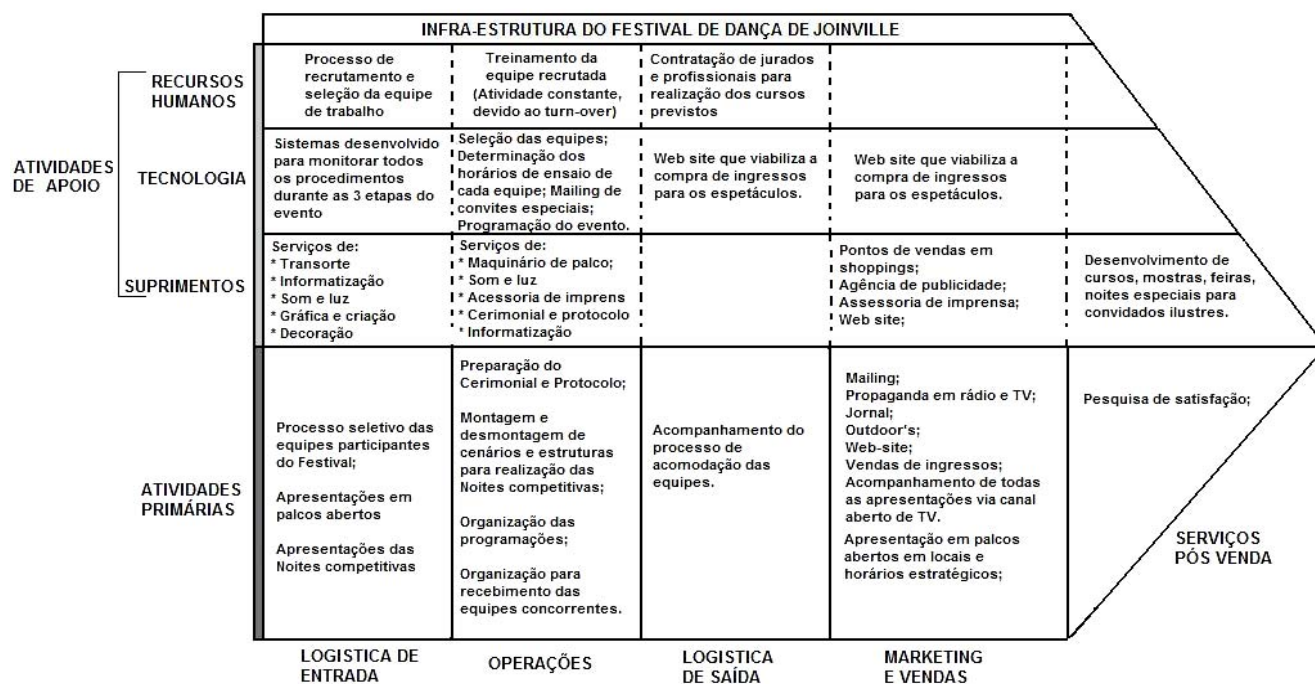 INFRA-ESTRUTURA DO FESTIVAL DE DANÇA DE JOINVILLE
ATIVIDADES
DE APOIO
RECURSOS
HUMANOS
Processo de
recrutamento e
seleção da equipe
de trabalho
Treinamento da
equipe recrutada
(Atividade constante,
devido ao turn-over)
Contratação de jurados
e profissionais para
realização dos cursos
previstos
TECNOLOGIA
Sistemas desenvolvido
para monitorar todos
os procedimentos
durante as 3 etapas do
evento
Seleção das equipes;
Determinação dos
horários de ensaio de
cada equipe; Mailing de
convites especiais;
Programação do evento.
Web site que viabiliza a
compra de ingressos
para os espetáculos.
Web site que viabiliza a
compra de ingressos
para os espetáculos.
SUPRIMENTOS
Serviços de:
* Transorte
* Informatização
* Som e luz
* Gráfica e criação
* Decoração
Serviços de:
* Maquinário de palco;
* Som e luz
* Acessoria de imprens
* Cerimonial e protocolo
* Informatização
Pontos de vendas em
shoppings;
Agência de publicidade;
Assessoria de imprensa;
Web site;
Desenvolvimento de
cursos, mostras, feiras,
noites especiais para
convidados ilustres.
ATIVIDADES
PRIMÁRIAS
Processo seletivo das
equipes participantes
do Festival;
Apresentações em
palcos abertos
Apresentações das
Noites competitivas
Preparação do
Cerimonial e Protocolo;
Montagem e
desmontagem de
cenários e estruturas
para realização das
Noites competitivas;
Organização das
programações;
Organização para
recebimento das
equipes concorrentes.
Acompanhamento do
processo de
acomodação das
equipes.
Mailing;
Propaganda em rádio e TV;
Jornal;
Outdoor's;
Web-site;
Vendas de ingressos;
Acompanhamento de todas
as apresentações via canal
aberto de TV.
Apresentação em palcos
abertos em locais e
horários estratégicos;
Pesquisa de satisfação;
SERVIÇOS
PÓS VENDA
LOGISTICA DE
ENTRADA
OPERAÇÕES
LOGISTICA
DE SAÍDA
MARKETING
E VENDAS